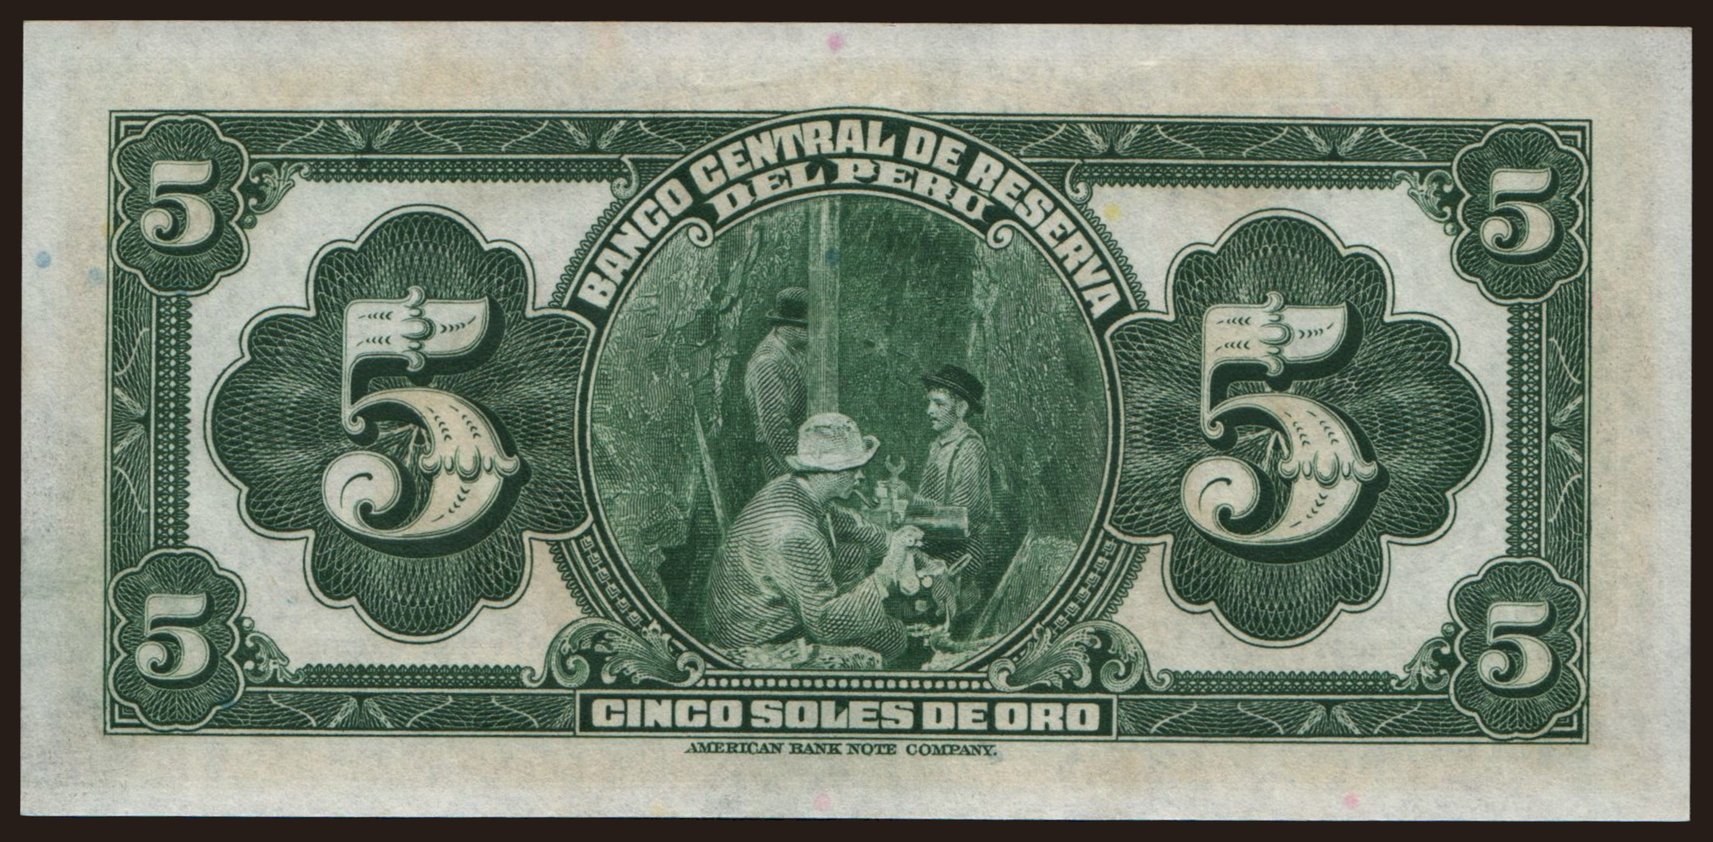 5 5
BANCO CENTRAL DE RESERVA
DEL PERU
5 5
5 5
CINCO SOLES DE ORO
AMERICAN BANK NOTE COMPANY.